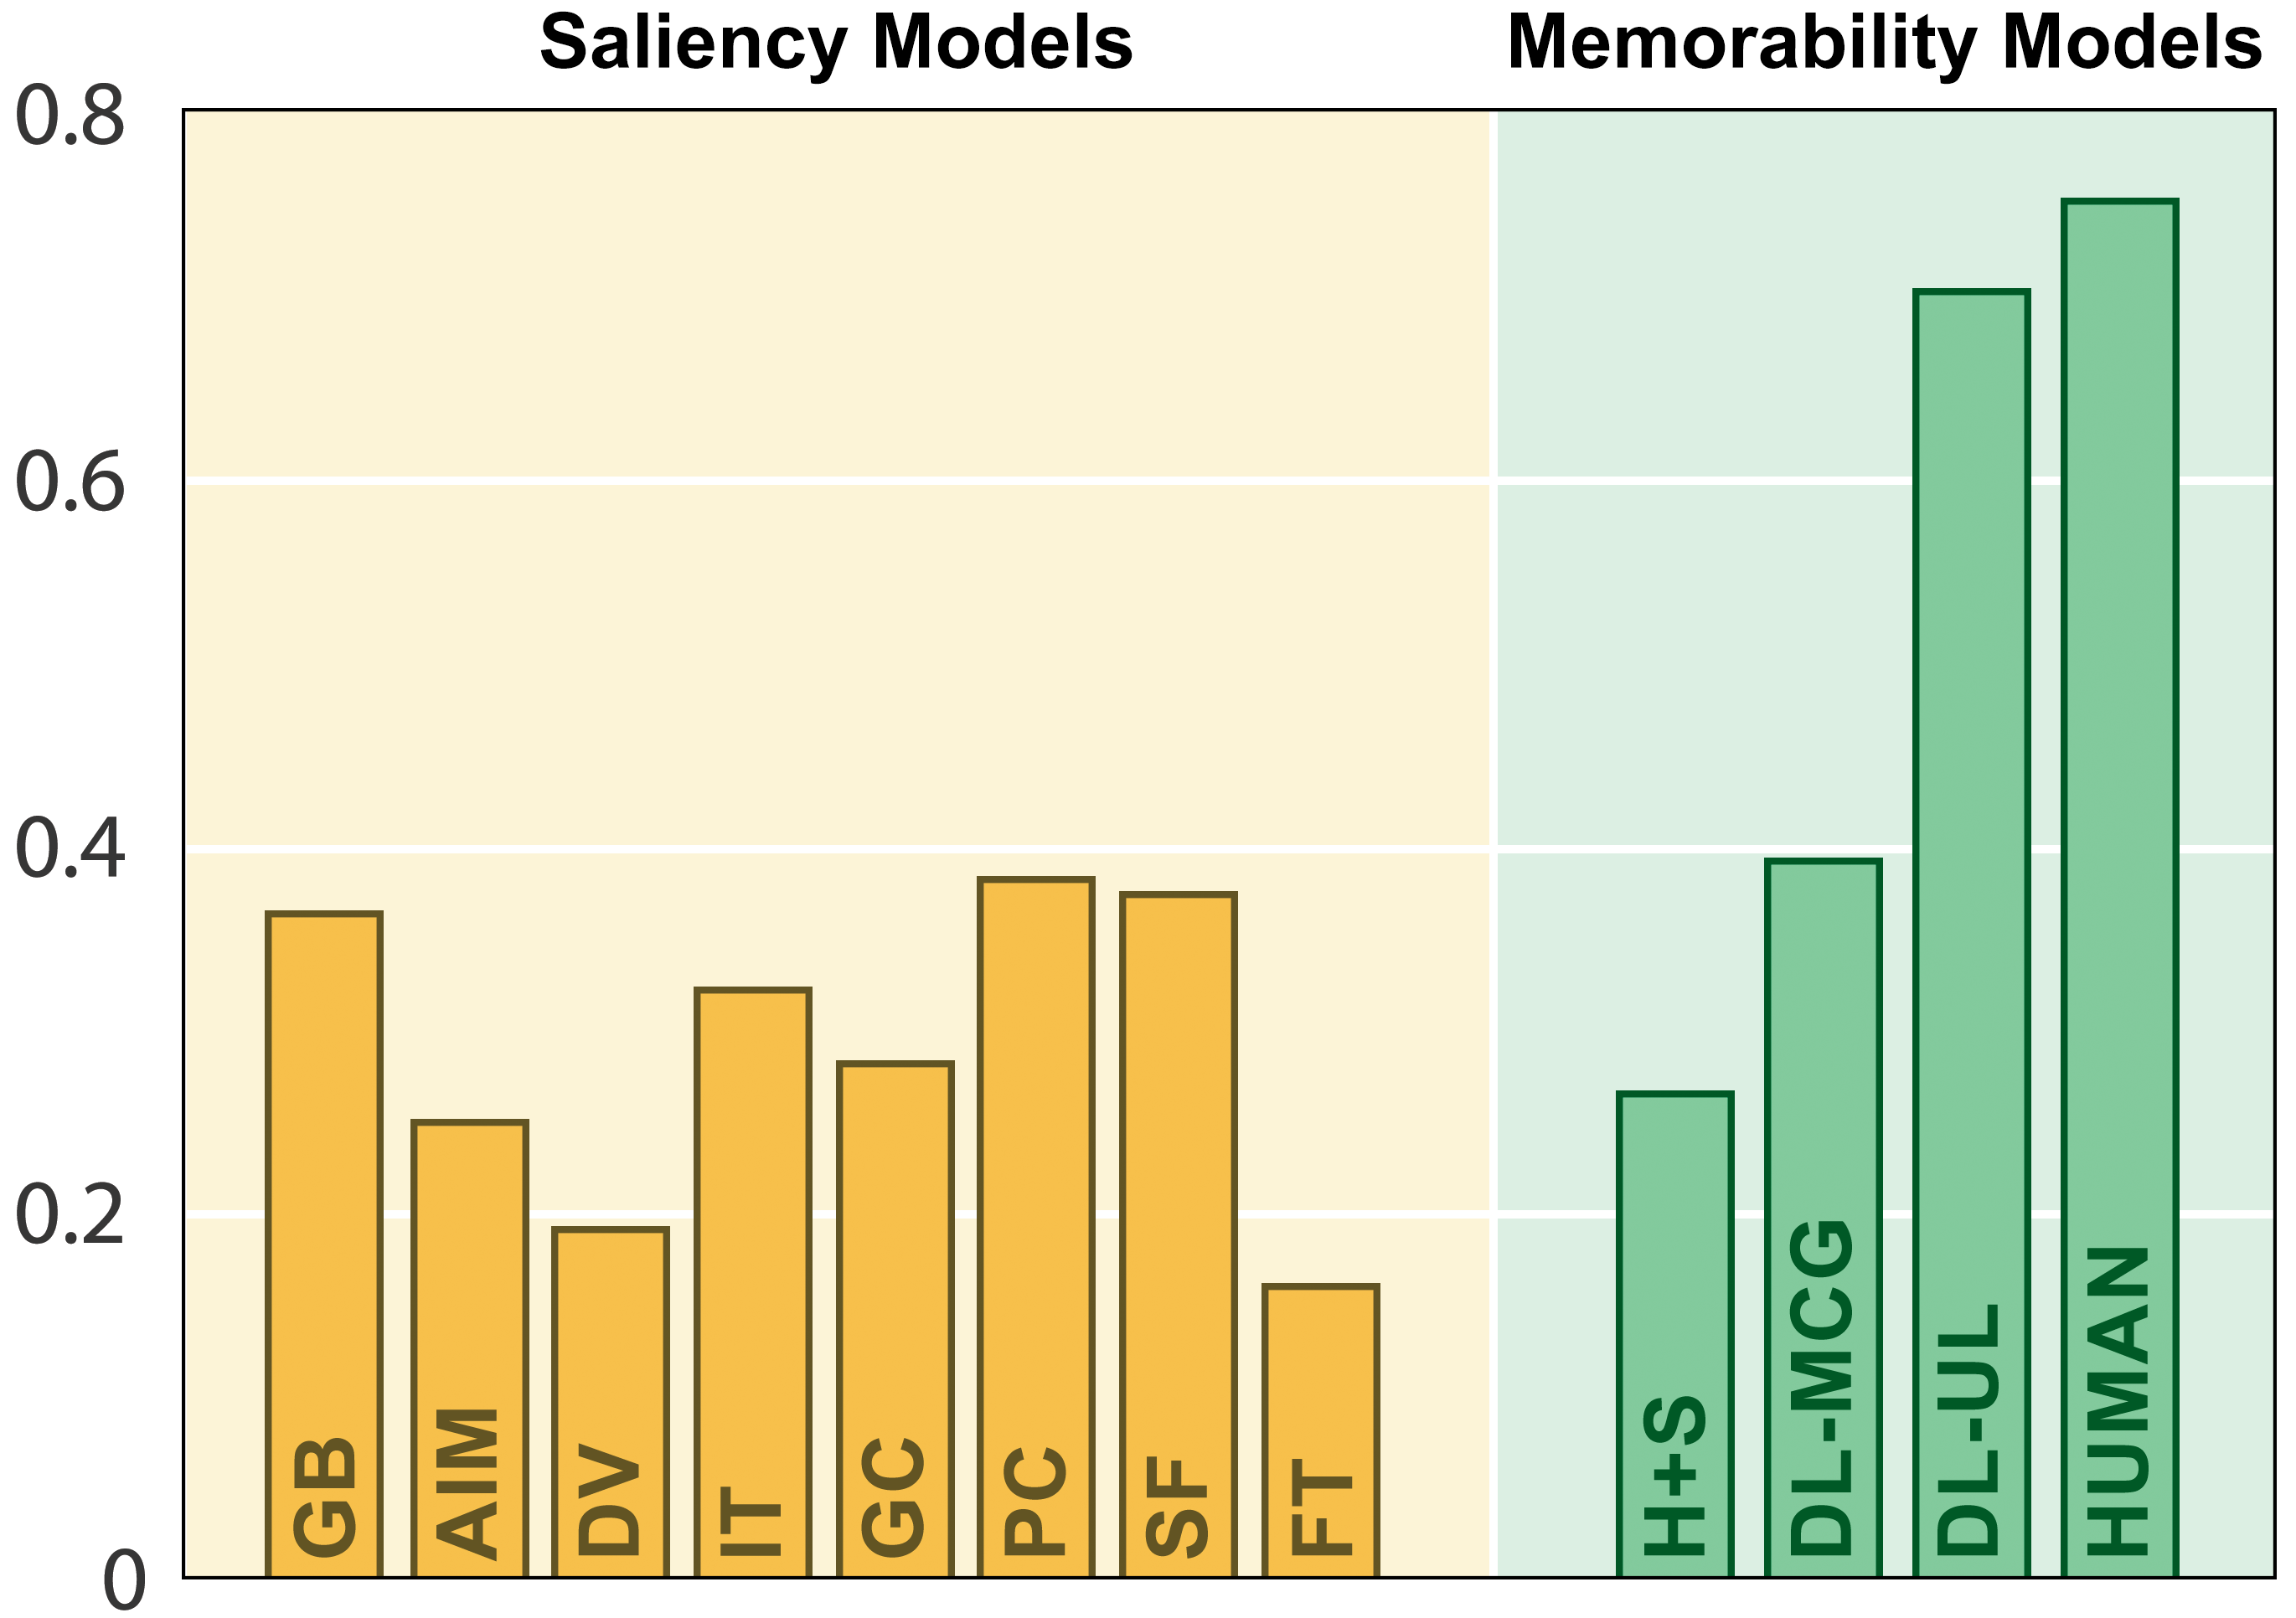 Saliency Models
Memorability Models
0.8
0.6
0.4
0.2
0
GB
AIM
DV
IT
GC
PC
SF
FT
H+S
DL-MCG
DL-UL
HUMAN